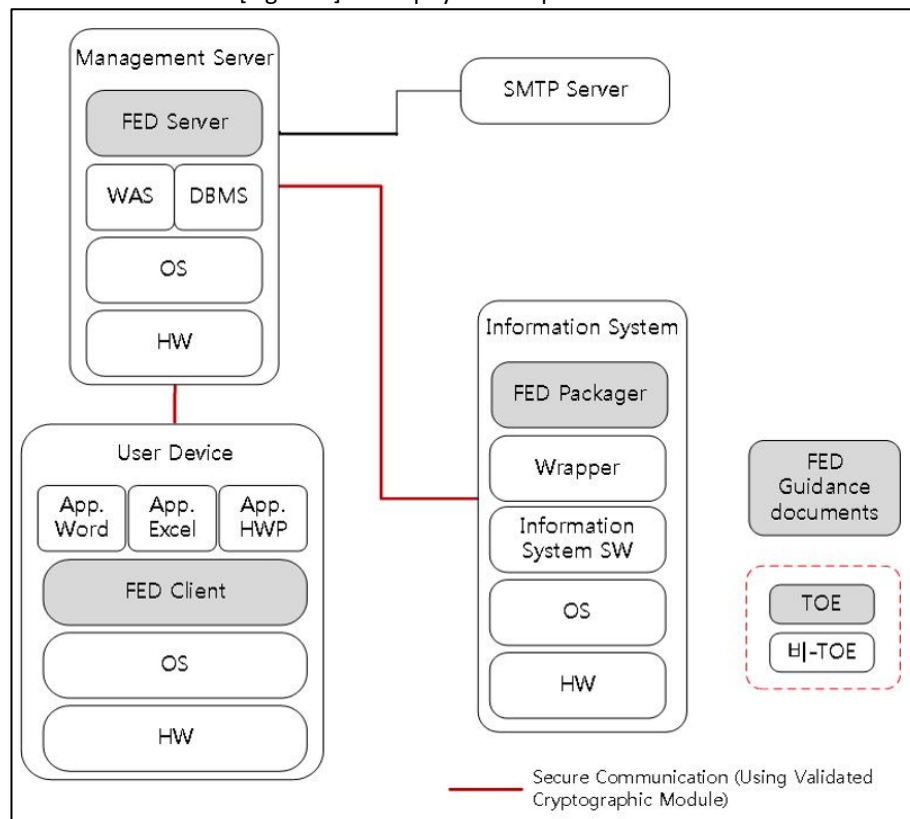 Management Server
FED Server
WAS
DBMS
OS
HW
SMTP Server
User Device
App.
Word
App.
Excel
App.
HWP
FED Client
OS
HW
Information System
FED Packager
Wrapper
Information
System SW
OS
HW
FED
Guidance
documents
TOE
비-TOE
Secure Communication (Using Validated
Cryptographic Module)